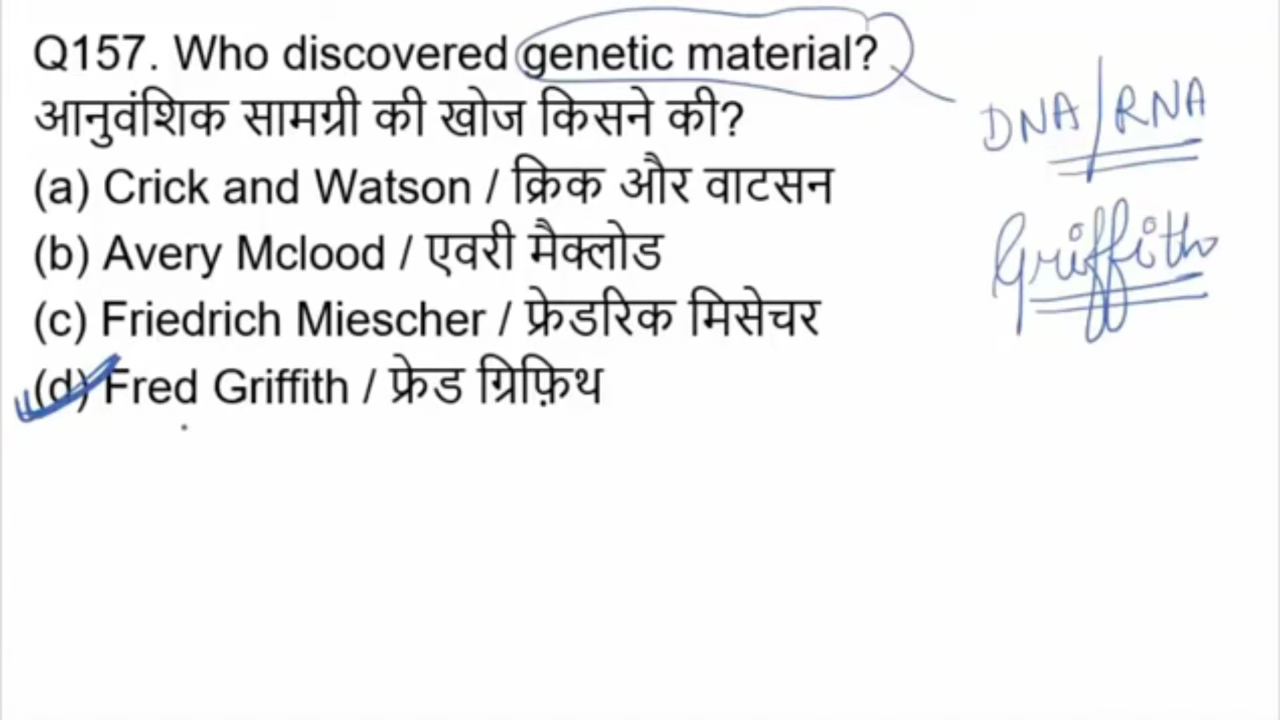 Q157. Who discovered genetic material?
आनुवंशिक सामग्री की खोज किसने की?
(a) Crick and Watson / क्रिक और वाटसन
(b) Avery Mclood / एवरी मैक्लोड
(c) Friedrich Miescher / फ्रेडरिक मिसेचर
(d) Fred Griffith / फ्रेड ग्रिफ़िथ
DNA/RNA
Griffith